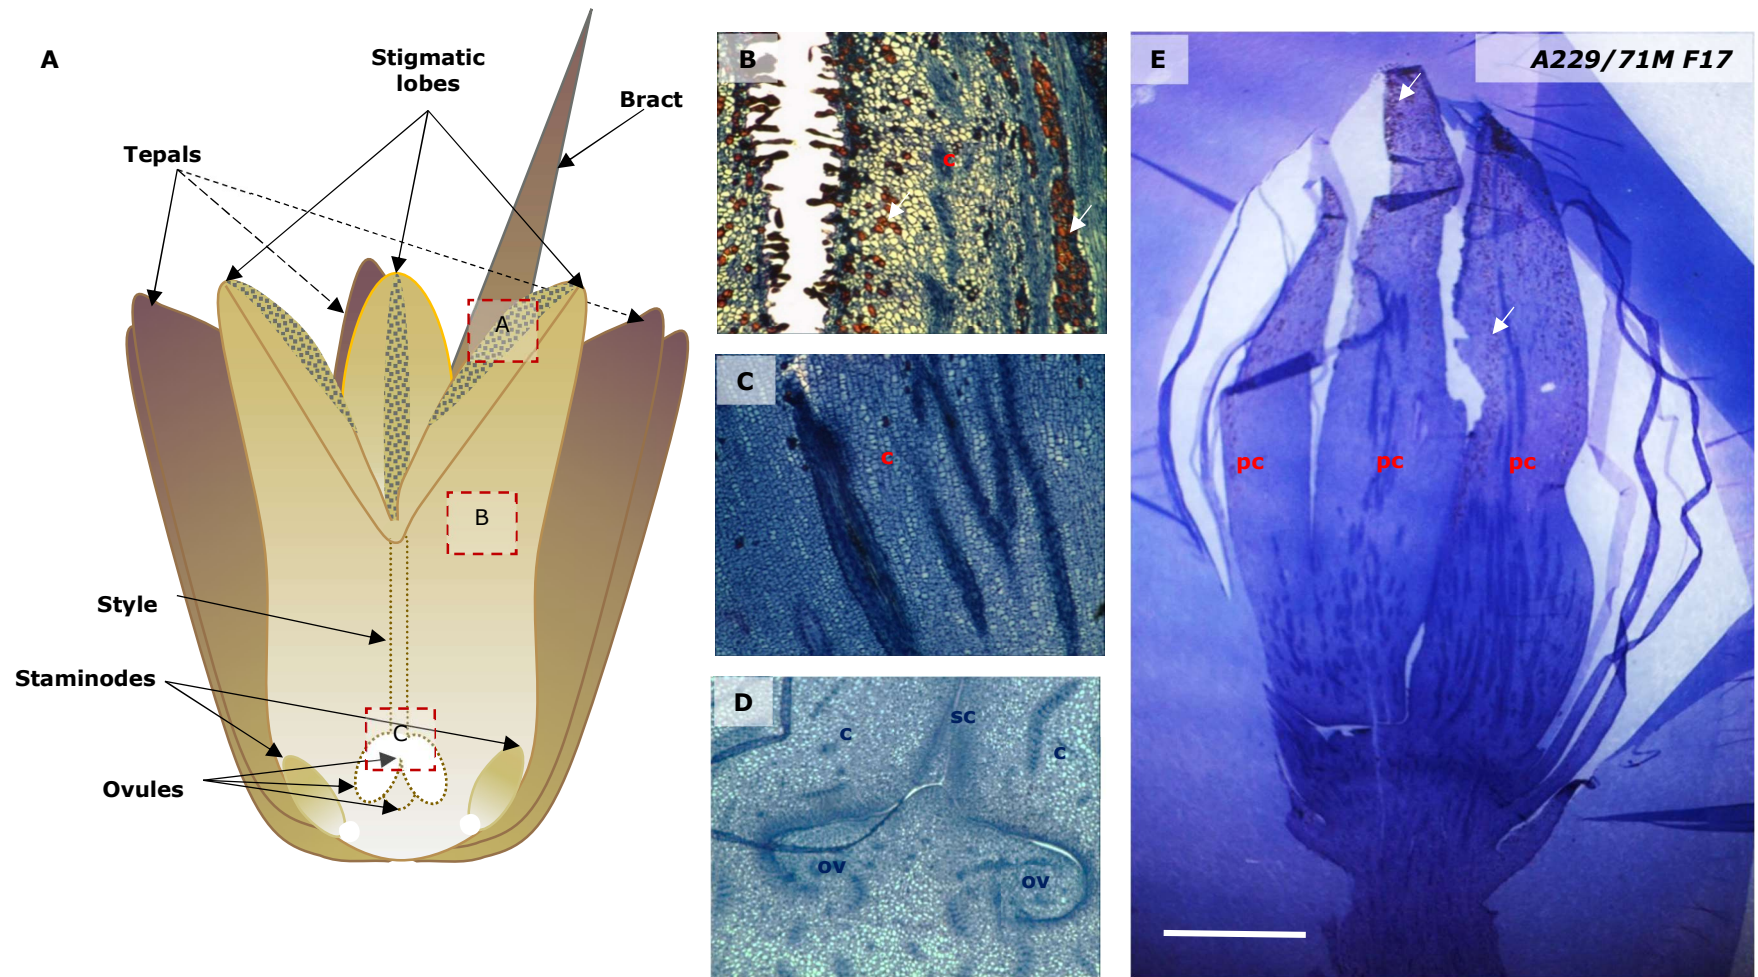 A
Stigmatic
lobes
Bract
Tepals
A
B
Style
Staminodes
C
Ovules
B
c
C
c
D
sc
c
c
ov
ov
E
A229/71M F17
pc
pc
pc